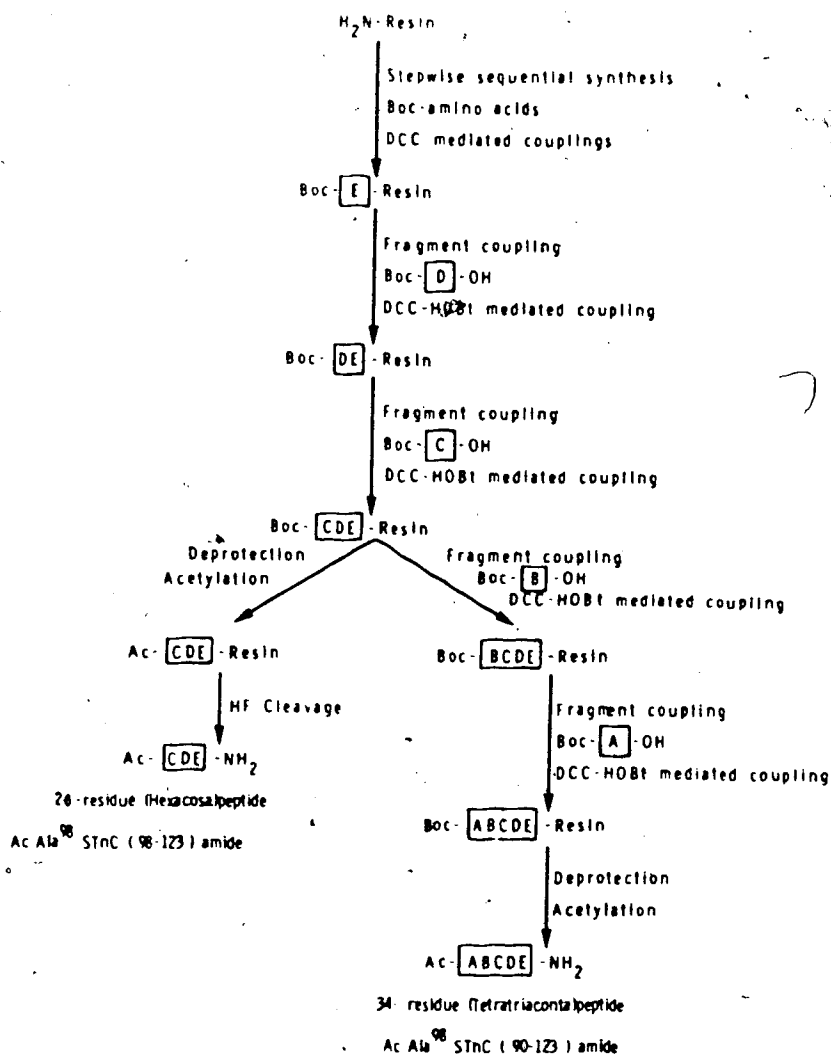 H2N-Resin
Stepwise sequential synthesis
Boc-amino acids
DCC mediated couplings
Boc-E-Resin
Fragment coupling
Boc-D-OH
DCC-HOBt mediated coupling
Boc-DE-Resin
Fragment coupling
Boc-C-OH
DCC-HOBt mediated coupling
Boc-CDE-Resin
Deprotection
Acetylation
Fragment coupling
Boc-B-OH
DCC-HOBt mediated coupling
Ac-CDE-Resin
Boc-BCDE-Resin
HF Cleavage
Fragment coupling
Boc-A-OH
DCC-HOBt mediated coupling
Ac-CDE-NH2
26-residue (Hexacosa)peptide
Ac Ala98 STnC (98-123) amide
Boc-ABCDE-Resin
Deprotection
Acetylation
Ac-ABCDE-NH2
34- residue (Tetratriaconta)peptide
Ac Ala98 STnC (90-123) amide